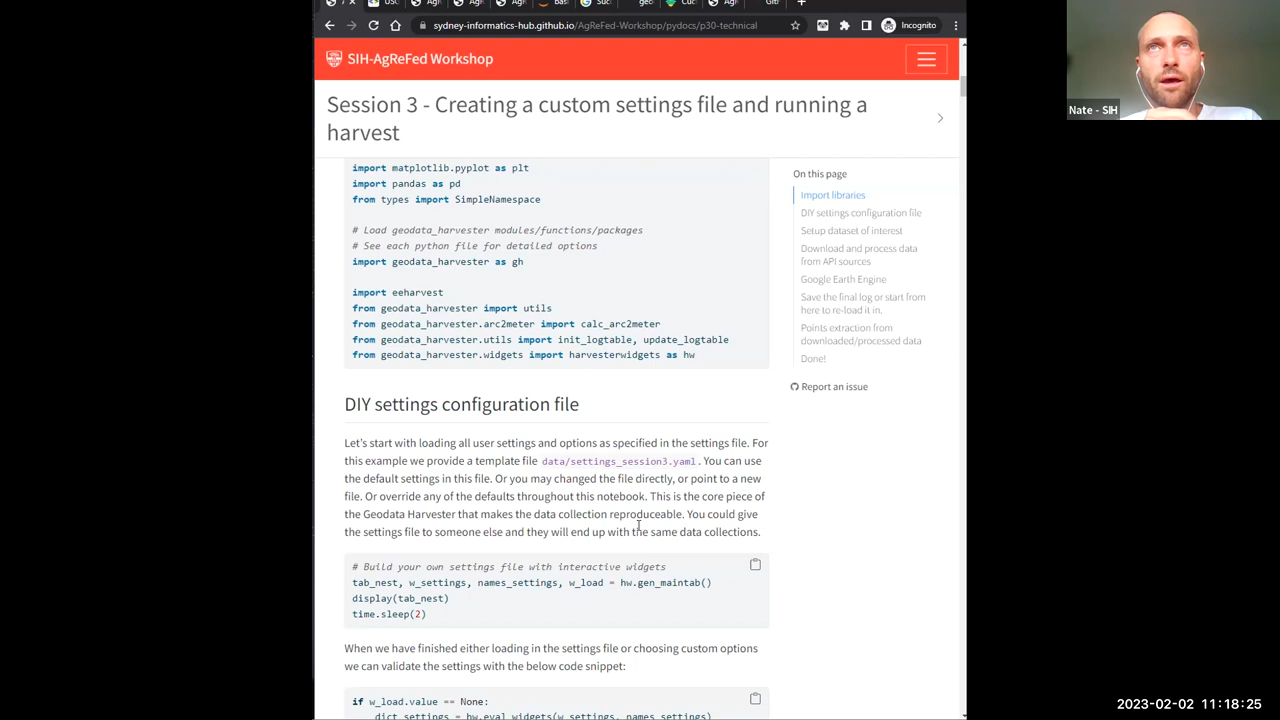 sydney-informatics-hub.github.io/AgReFed-Workshop/pydocs/p30-technical
Incognito
SIH-AgReFed Workshop
Session 3 - Creating a custom settings file and running a
harvest
import matplotlib.pyplot as plt
import pandas as pd
from types import SimpleNamespace
# Load geodata_harvester modules/functions/packages
# See each python file for detailed options
import geodata_harvester as gh
import eeharvest
from geodata_harvester import utils
from geodata_harvester.arc2meter import calc_arc2meter
from geodata_harvester.utils import init_logtable, update_logtable
from geodata_harvester.widgets import harvesterwidgets as hw
DIY settings configuration file
Let's start with loading all user settings and options as specified in the settings file. For
this example we provide a template file data/settings_session3.yaml. You can use
the default settings in this file. Or you may changed the file directly, or point to a new
file. Or override any of the defaults throughout this notebook. This is the core piece of
the Geodata Harvester that makes the data collection reproduceable. You could give
the settings file to someone else and they will end up with the same data collections.
# Build your own settings file with interactive widgets
tab_nest, w_settings, names_settings, w_load = hw.gen_maintab()
display(tab_nest)
time.sleep(2)
When we have finished either loading in the settings file or choosing custom options
we can validate the settings with the below code snippet:
if w_load.value == None:
dict_settings = hw.eval_widgets(w_settings, names_settings)
On this page
Import libraries
DIY settings configuration file
Setup dataset of interest
Download and process data
from API sources
Google Earth Engine
Save the final log or start from
here to re-load it in.
Points extraction from
downloaded/processed data
Done!
Report an issue
Nate - SIH
2023-02-02 11:18:25